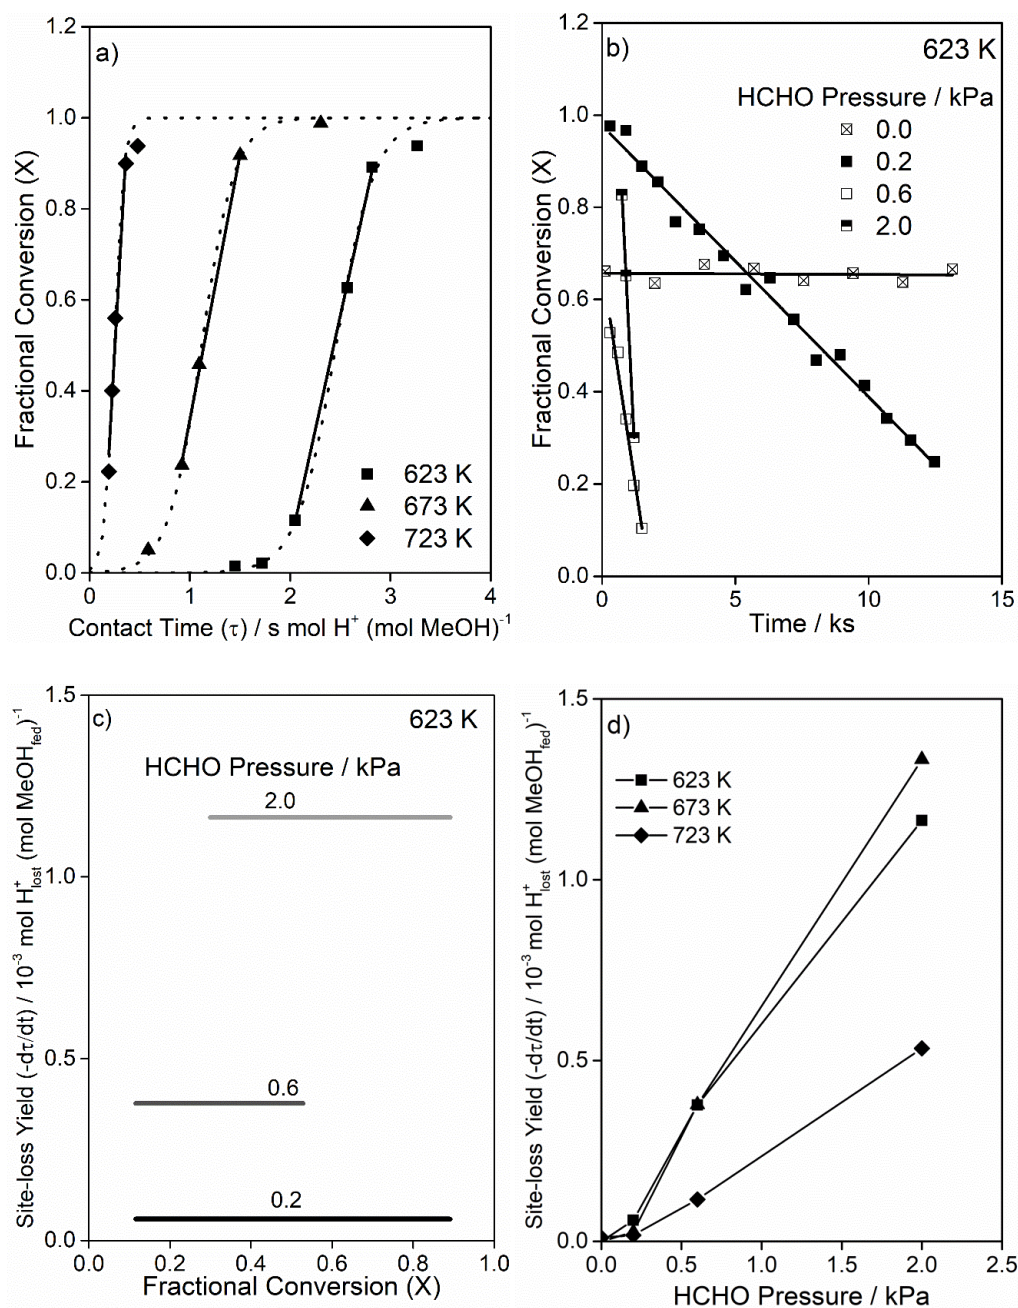 a)
1.2
1.0
0.8
0.6
0.4
0.2
0.0
Fractional Conversion (X)
623 K
673 K
723 K
0 1 2 3 4
Contact Time (τ) / s mol H⁺ (mol MeOH)⁻¹
b)
623 K
HCHO Pressure / kPa
0.0
0.2
0.6
2.0
1.2
1.0
0.8
0.6
0.4
0.2
0.0
Fractional Conversion (X)
0 5 10 15
Time / ks
c)
623 K
HCHO Pressure / kPa
2.0
0.6
0.2
1.5
1.0
0.5
0.0
Site-loss Yield (-dτ/dt) / 10⁻³ mol H⁺lost (mol MeOHfed)⁻¹
0.0 0.2 0.4 0.6 0.8 1.0
Fractional Conversion (X)
d)
623 K
673 K
723 K
1.5
1.0
0.5
0.0
Site-loss Yield (-dτ/dt) / 10⁻³ mol H⁺lost (mol MeOHfed)⁻¹
0.0 0.5 1.0 1.5 2.0 2.5
HCHO Pressure / kPa